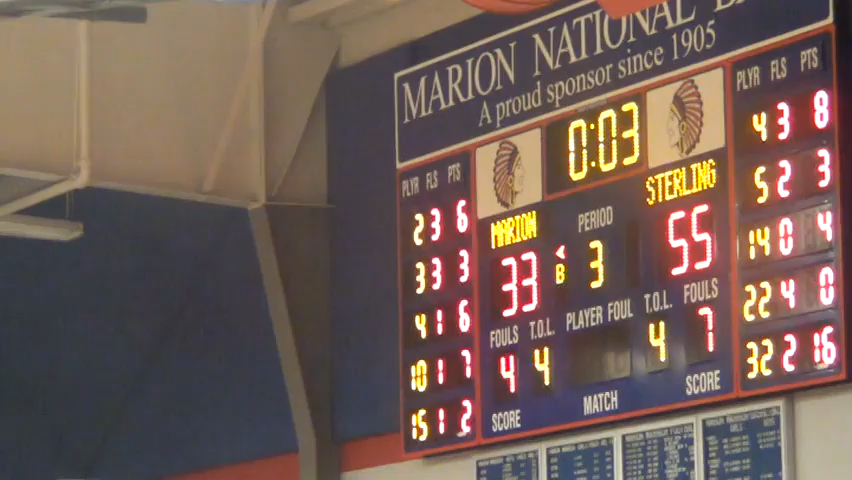 MARION NATIONAL
A proud sponsor since 1905
0:03
PLYR FLS PTS
2 3 6
3 3 3
4 1 6
10 1 7
15 1 2
MARION
33
PERIOD
A
B
3
STERLING
55
FOULS T.O.L. PLAYER FOUL T.O.L. FOULS
4 4 4 7
SCORE MATCH SCORE
PLYR FLS PTS
4 3 8
5 2 3
14 0 4
22 4 0
32 2 16